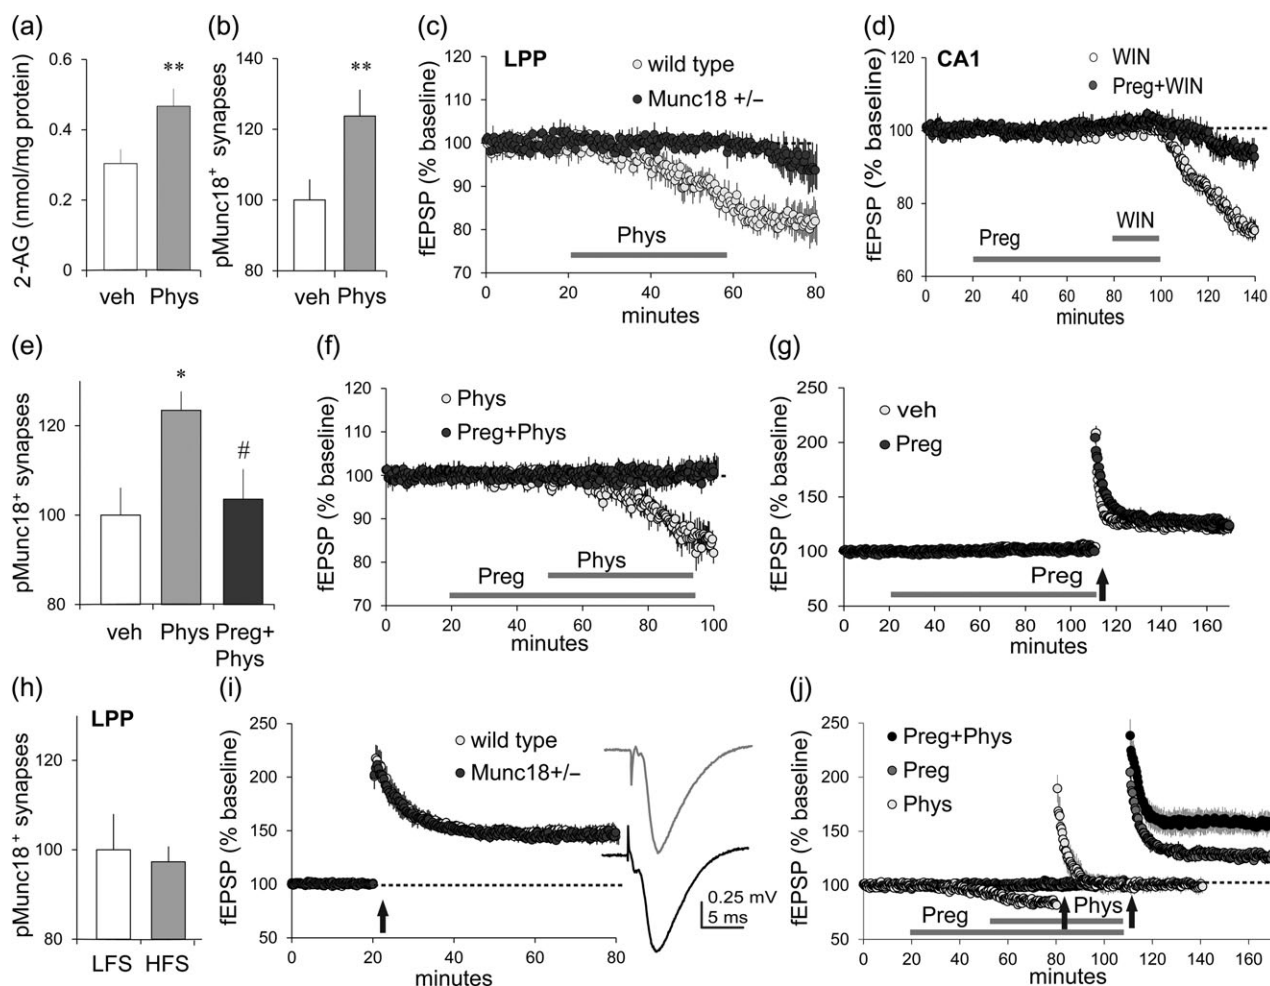 (a)
2-AG (nmol/mg protein)
0.6
0.4
0.2
0
**
veh Phys
(b)
pMunc18+ synapses
140
120
100
80
**
veh Phys
(c)
fEPSP (% baseline)
120
110
100
90
80
70
LPP
wild type
Munc18 +/−
Phys
0 20 40 60 80
minutes
(d)
fEPSP (% baseline)
120
100
80
60
CA1
WIN
Preg+WIN
WIN
Preg
0 20 40 60 80 100 120 140
minutes
(e)
pMunc18+ synapses
120
100
80
*
#
veh Phys Preg+
Phys
(f)
fEPSP (% baseline)
120
110
100
90
80
70
Phys
Preg+Phys
Phys
Preg
0 20 40 60 80 100
minutes
(g)
fEPSP (% baseline)
250
200
150
100
50
veh
Preg
Preg
0 20 40 60 80 100 120 140 160
minutes
(h)
pMunc18+ synapses
120
100
80
LPP
LFS HFS
(i)
fEPSP (% baseline)
250
200
150
100
50
wild type
Munc18+/−
0.25 mV
5 ms
0 20 40 60 80
minutes
(j)
fEPSP (% baseline)
250
200
150
100
50
Preg+Phys
Preg
Phys
Preg
Phys
0 20 40 60 80 100 120 140 160
minutes